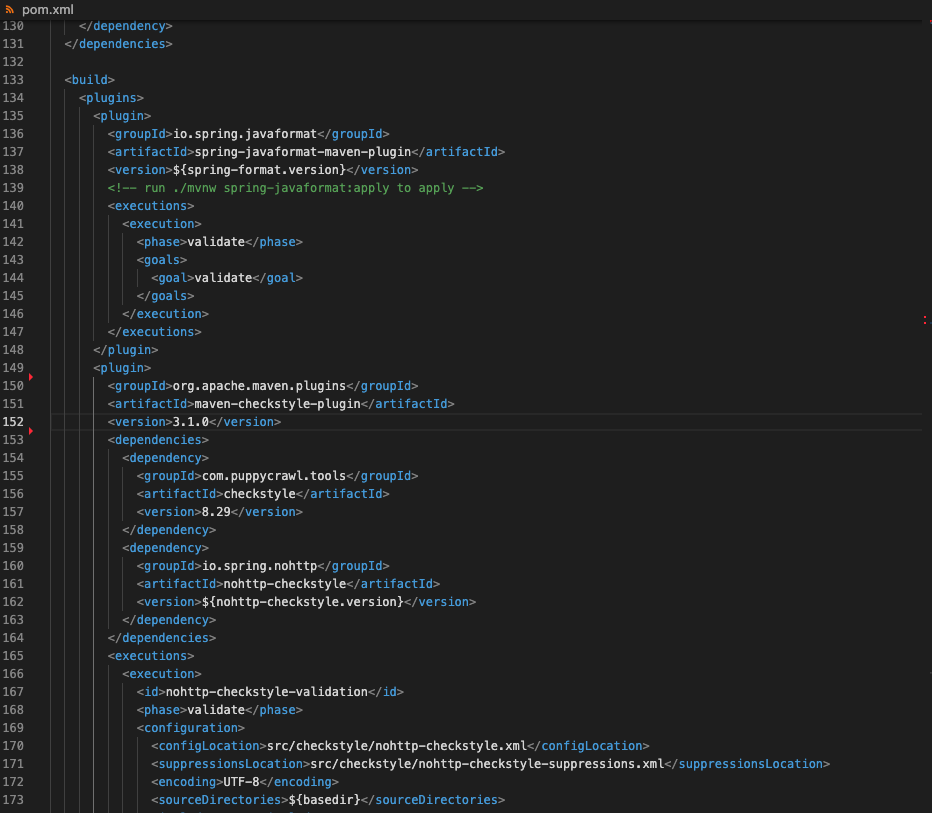 pom.xml
130 </dependency>
131 </dependencies>
132
133 <build>
134 <plugins>
135 <plugin>
136 <groupId>io.spring.javaformat</groupId>
137 <artifactId>spring-javaformat-maven-plugin</artifactId>
138 <version>${spring-format.version}</version>
139 <!-- run ./mvnw spring-javaformat:apply to apply -->
140 <executions>
141 <execution>
142 <phase>validate</phase>
143 <goals>
144 <goal>validate</goal>
145 </goals>
146 </execution>
147 </executions>
148 </plugin>
149 <plugin>
150 <groupId>org.apache.maven.plugins</groupId>
151 <artifactId>maven-checkstyle-plugin</artifactId>
152 <version>3.1.0</version>
153 <dependencies>
154 <dependency>
155 <groupId>com.puppycrawl.tools</groupId>
156 <artifactId>checkstyle</artifactId>
157 <version>8.29</version>
158 </dependency>
159 <dependency>
160 <groupId>io.spring.nohttp</groupId>
161 <artifactId>nohttp-checkstyle</artifactId>
162 <version>${nohttp-checkstyle.version}</version>
163 </dependency>
164 </dependencies>
165 <executions>
166 <execution>
167 <id>nohttp-checkstyle-validation</id>
168 <phase>validate</phase>
169 <configuration>
170 <configLocation>src/checkstyle/nohttp-checkstyle.xml</configLocation>
171 <suppressionsLocation>src/checkstyle/nohttp-checkstyle-suppressions.xml</suppressionsLocation>
172 <encoding>UTF-8</encoding>
173 <sourceDirectories>${basedir}</sourceDirectories>